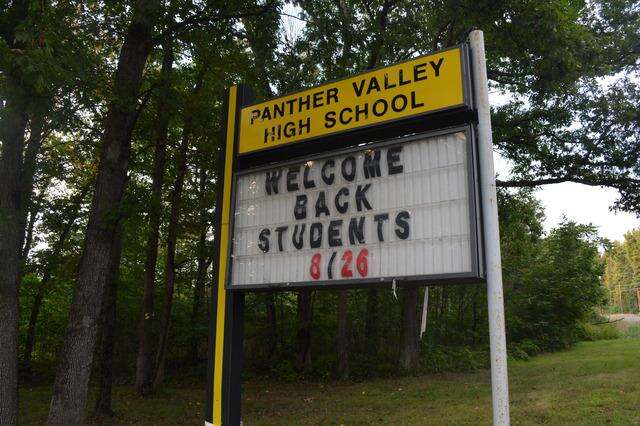 PANTHER VALLEY
HIGH SCHOOL
WELCOME
BACK
STUDENTS
8/26